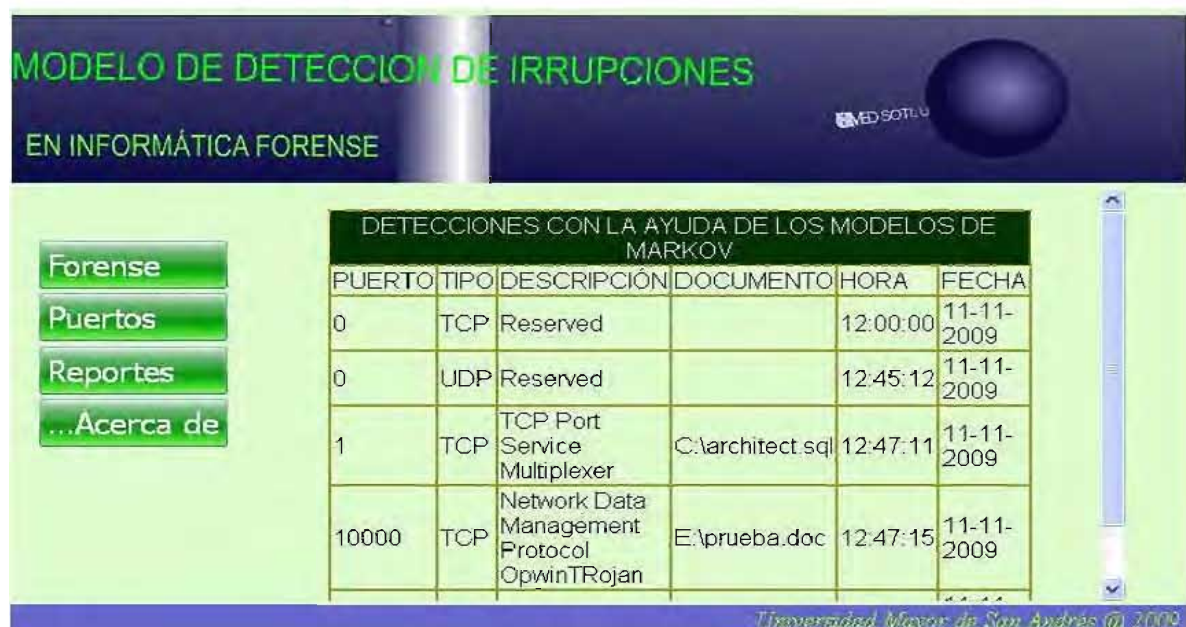 MODELO DE DETECCION DE IRRUPCIONES
EN INFORMÁTICA FORENSE
Forense
Puertos
Reportes
...Acerca de
DETECCIONES CON LA AYUDA DE LOS MODELOS DE
MARKOV
PUERTO TIPO DESCRIPCIÓN DOCUMENTO HORA FECHA
0 TCP Reserved 12:00:00 11-11-
2009
0 UDP Reserved 12:45:12 11-11-
2009
1 TCP TCP Port
Service
Multiplexer C:\architect.sql 12:47:11 11-11-
2009
10000 TCP Network Data
Management
Protocol
OpwinTRojan E:\prueba.doc 12:47:15 11-11-
2009
Universidad Mayor de San Andrés @ 2009